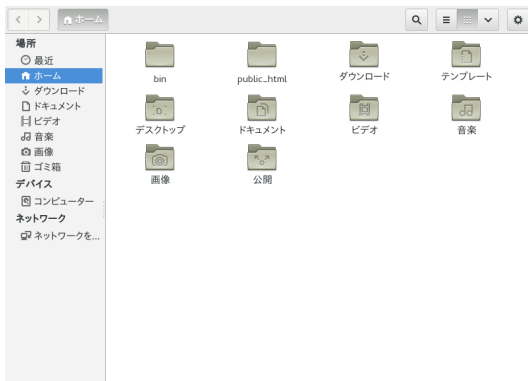 ホーム
場所
最近
ホーム
ダウンロード
ドキュメント
ビデオ
音楽
画像
ゴミ箱
デバイス
コンピューター
ネットワーク
ネットワークを...
bin
public_html
ダウンロード
テンプレート
デスクトップ
ドキュメント
ビデオ
音楽
画像
公開